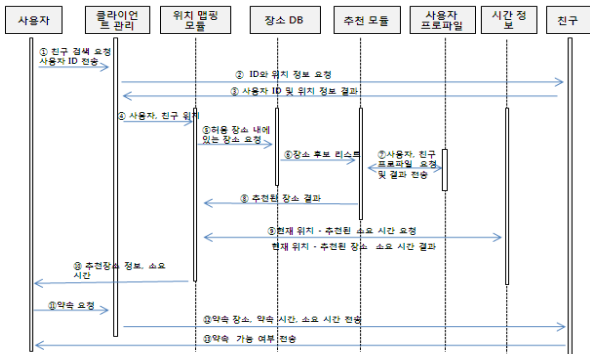 사용자
클라이언
트 관리
위치 맵핑
모듈
장소 DB
추천 모듈
사용자
프로파일
시간 정
보
친구
① 친구 검색 요청
사용자 ID 전송
② ID와 위치 정보 요청
③ 사용자 ID 및 위치 정보 결과
④ 사용자, 친구 위치
⑤허용 장소 내에
있는 장소 요청
⑥장소 후보 리스트
⑦사용자, 친구
프로파일 요청
및 결과 전송
⑧ 추천된 장소 결과
⑨현재 위치 - 추천된 소요 시간 요청
현재 위치 - 추천된 장소 소요 시간 결과
⑩ 추천장소 정보, 소요
시간
⑪약속 요청
⑫약속 장소, 약속 시간, 소요 시간 전송
⑬약속 가능 여부 전송